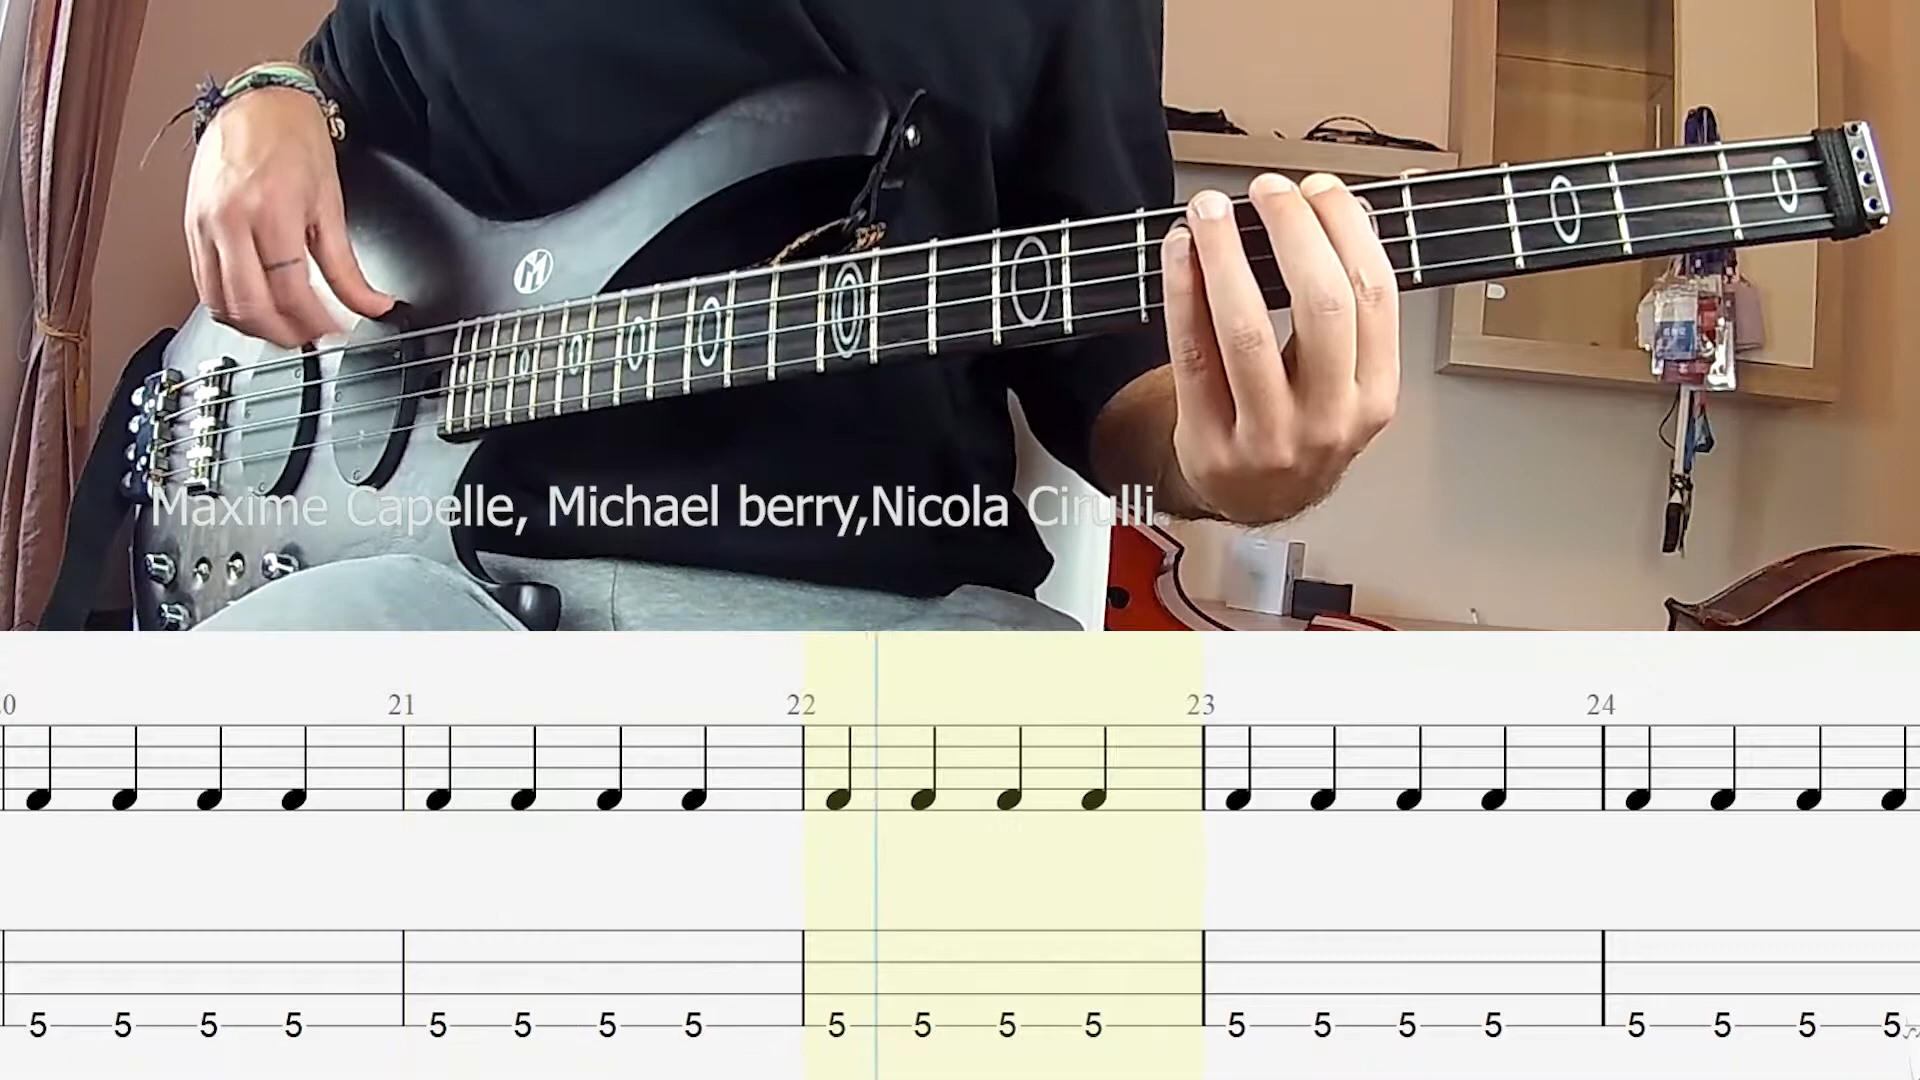 M
Maxime Capelle, Michael berry,Nicola Cirulli
21 22 23 24
5 5 5 5 5 5 5 5 5 5 5 5 5 5 5 5 5 5 5 5